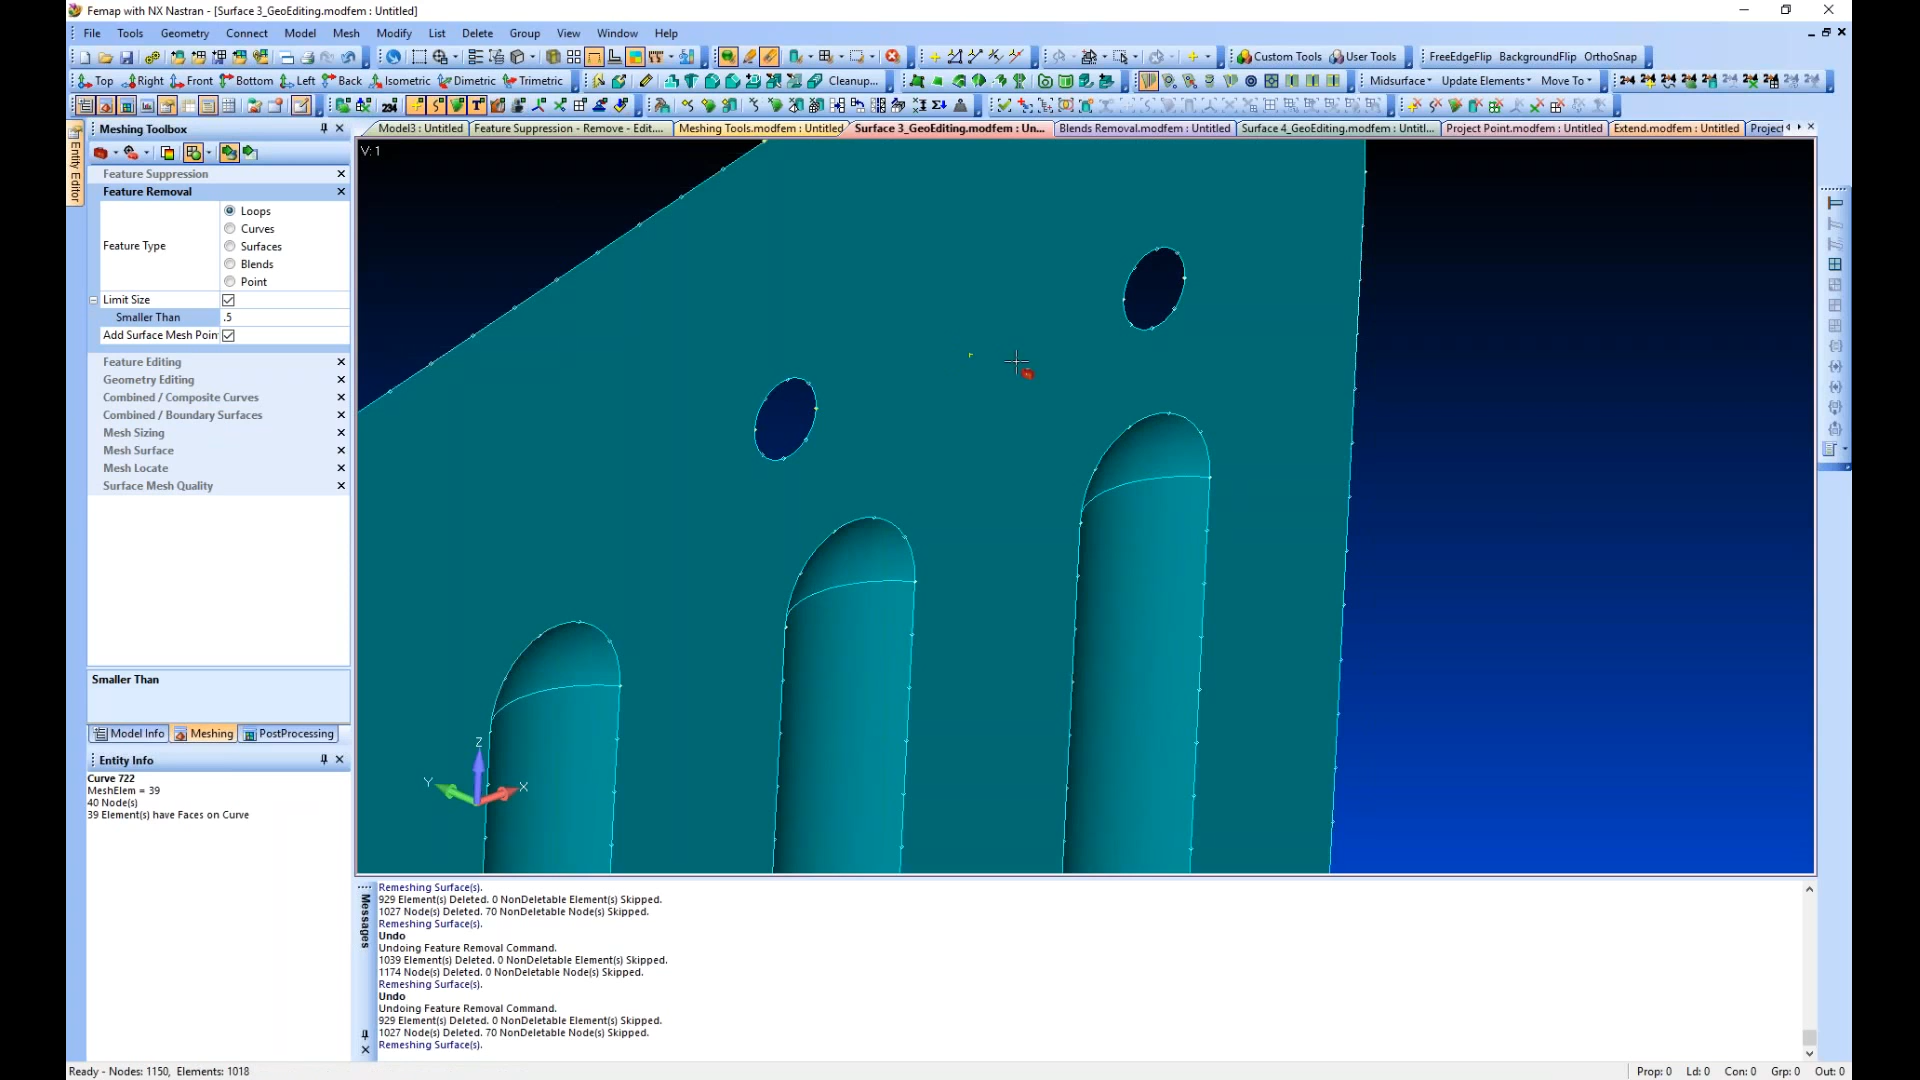 Femap with NX Nastran - [Surface 3_GeoEditing.modfem : Untitled]
File Tools Geometry Connect Model Modify Mesh List Delete Group View Window Help
Custom Tools User Tools FreeEdgeFlip BackgroundFlip OrthoSnap
Top Right Front Bottom Left Back Isometric Dimetric Trimetric Cleanup... Midsurface Update Elements Move To
234
Meshing Toolbox
Model3 : Untitled Feature Suppression - Remove - Edit.... Meshing Tools.modfem : Untitled Surface 3_GeoEditing.modfem : Un... Blends Removal.modfem : Untitled Surface 4_GeoEditing.modfem : Untitl... Project Point.modfem : Untitled Extend.modfem : Untitled Project
Entity Editor
V: 1
Feature Suppression
Feature Removal
Feature Type
Loops
Curves
Surfaces
Blends
Point
Limit Size
Smaller Than .5
Add Surface Mesh Poin
Feature Editing
Geometry Editing
Combined / Composite Curves
Combined / Boundary Surfaces
Mesh Sizing
Mesh Surface
Mesh Locate
Surface Mesh Quality
Smaller Than
Model Info Meshing PostProcessing
Z
Y
X
Entity Info
Curve 722
MeshElem = 39
40 Node(s)
39 Element(s) have Faces on Curve
Messages
Remeshing Surface(s).
929 Element(s) Deleted. 0 NonDeletable Element(s) Skipped.
1027 Node(s) Deleted. 70 NonDeletable Node(s) Skipped.
Remeshing Surface(s).
Undo
Undoing Feature Removal Command.
1039 Element(s) Deleted. 0 NonDeletable Element(s) Skipped.
1174 Node(s) Deleted. 0 NonDeletable Node(s) Skipped.
Remeshing Surface(s).
Undo
Undoing Feature Removal Command.
929 Element(s) Deleted. 0 NonDeletable Element(s) Skipped.
1027 Node(s) Deleted. 70 NonDeletable Node(s) Skipped.
Remeshing Surface(s).
Ready - Nodes: 1150, Elements: 1018
Prop: 0 Ld: 0 Con: 0 Grp: 0 Out: 0